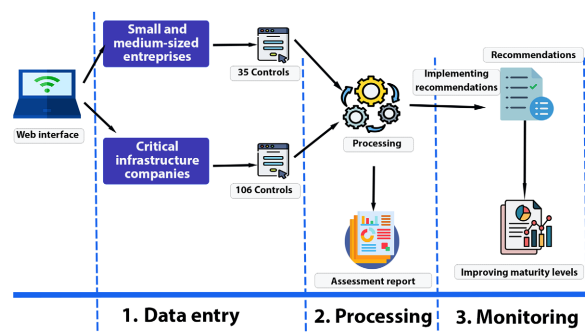 Small and
medium-sized
entreprises
35 Controls
Web interface
Critical
infrastructure
companies
106 Controls
Processing
Assessment report
Implementing
recommendations
Recommendations
Improving maturity levels
1. Data entry
2. Processing
3. Monitoring